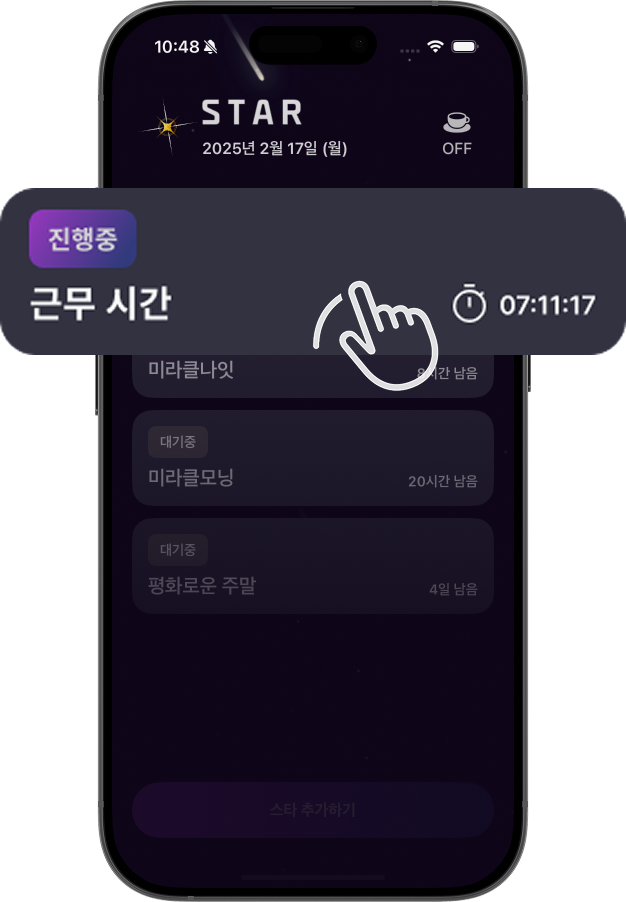 10:48
STAR
2025년 2월 17일 (월)
OFF
진행중
근무 시간
07:11:17
미라클나잇
8시간 남음
대기중
미라클모닝
20시간 남음
대기중
평화로운 주말
4일 남음
스타 추가하기